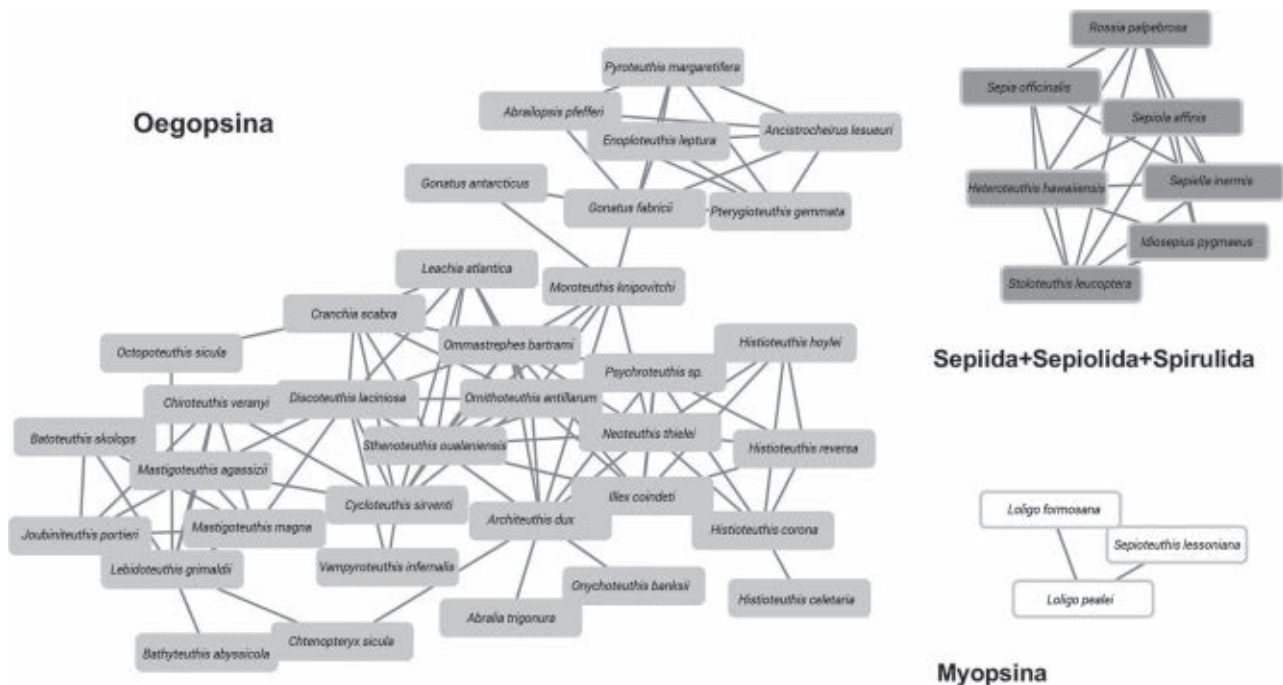 Rossia palpebrosa
Pyroteuthis margaretifera
Sepia officinalis
Oegopsina
Abrailopsis pfefferi
Sepiola affinis
Enoploteuthis leptura
Ancistrocheirus lesueuri
Gonatus antarcticus
Heteroteuthis hawaiiensis
Sepiella inermis
Gonatus fabricii
Pterygioteuthis gemmata
Idiosepius pygmaeus
Leachia atlantica
Moroteuthis knipovitchi
Stoloteuthis leucoptera
Cranchia scabra
Octopoteuthis sicula
Ommastrephes bartrami
Histioteuthis hoylei
Sepiida+Sepiolida+Spirulida
Psychroteuthis sp.
Chiroteuthis veranyi
Discoteuthis laciniosa
Ornithoteuthis antillarum
Batoteuthis skolops
Sthenoteuthis oualaniensis
Neoteuthis thielei
Histioteuthis reversa
Mastigoteuthis agassizii
Cycloteuthis sirventi
Illex coindeti
Loligo formosana
Joubiniteuthis portieri
Mastigoteuthis magna
Architeuthis dux
Histioteuthis corona
Sepioteuthis lessoniana
Lebidoteuthis grimaldii
Vampyroteuthis infernalis
Onychoteuthis banksii
Histioteuthis celetaria
Loligo pealei
Abralia trigonura
Bathyteuthis abyssicola
Chtenopteryx sicula
Myopsina